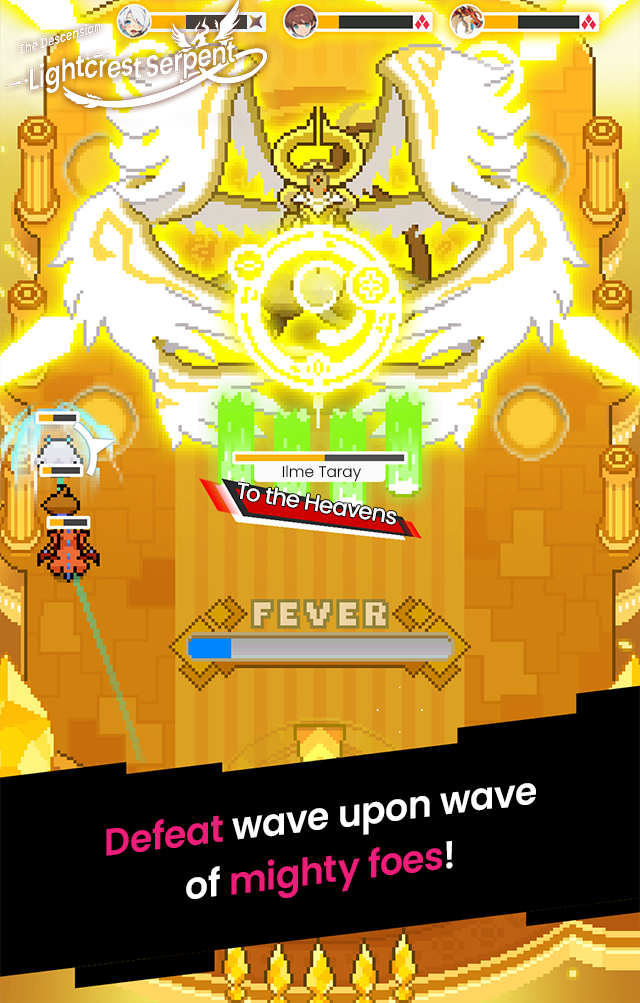 The Descension
Lightcrest Serpent
Ilme Taray
To the Heavens
FEVER
Defeat wave upon wave
of mighty foes!